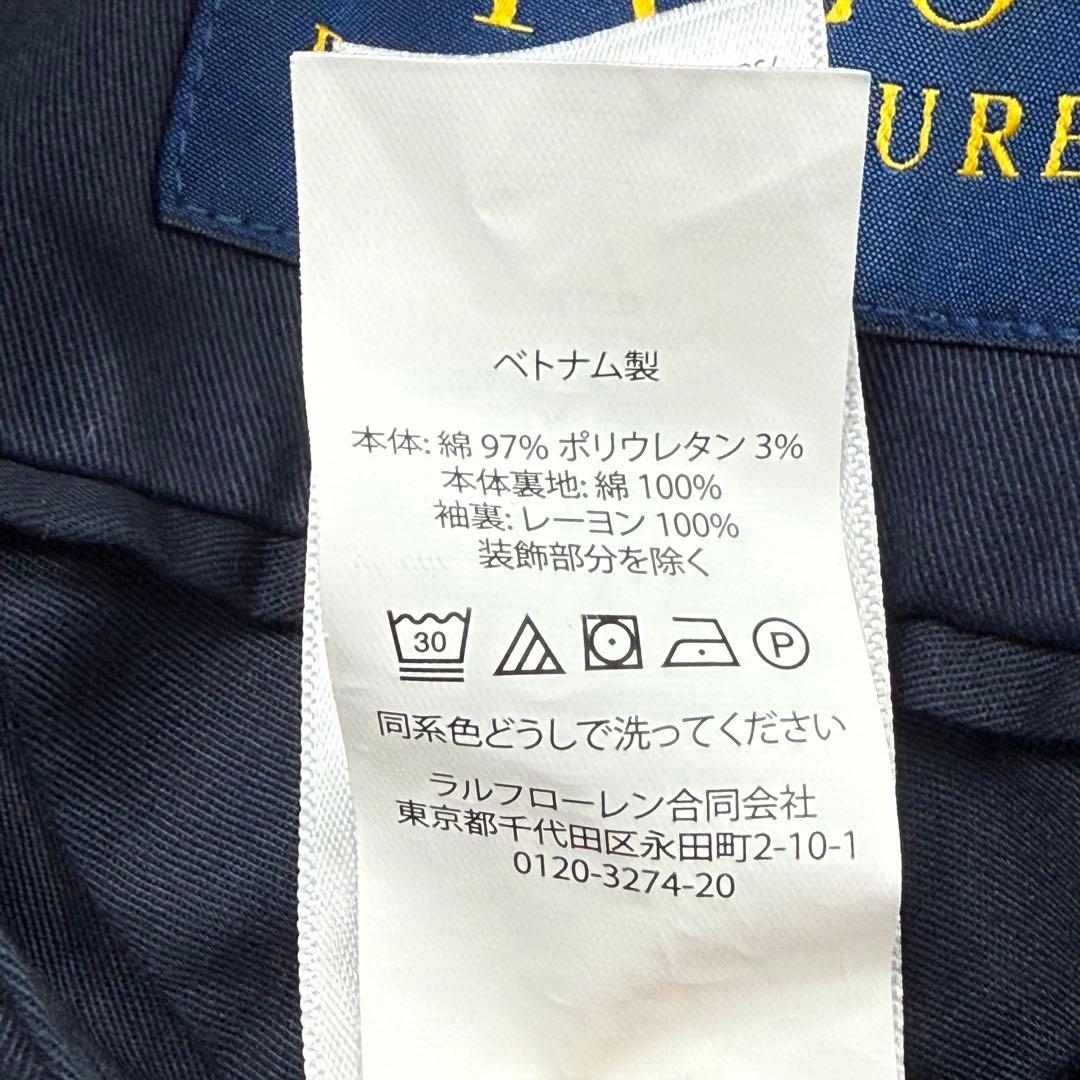 URE
ベトナム製
本体: 綿 97% ポリウレタン 3%
本体裏地: 綿 100%
袖裏: レーヨン 100%
装飾部分を除く
30
P
同系色どうしで洗ってください
ラルフローレン合同会社
東京都千代田区永田町2-10-1
0120-3274-20